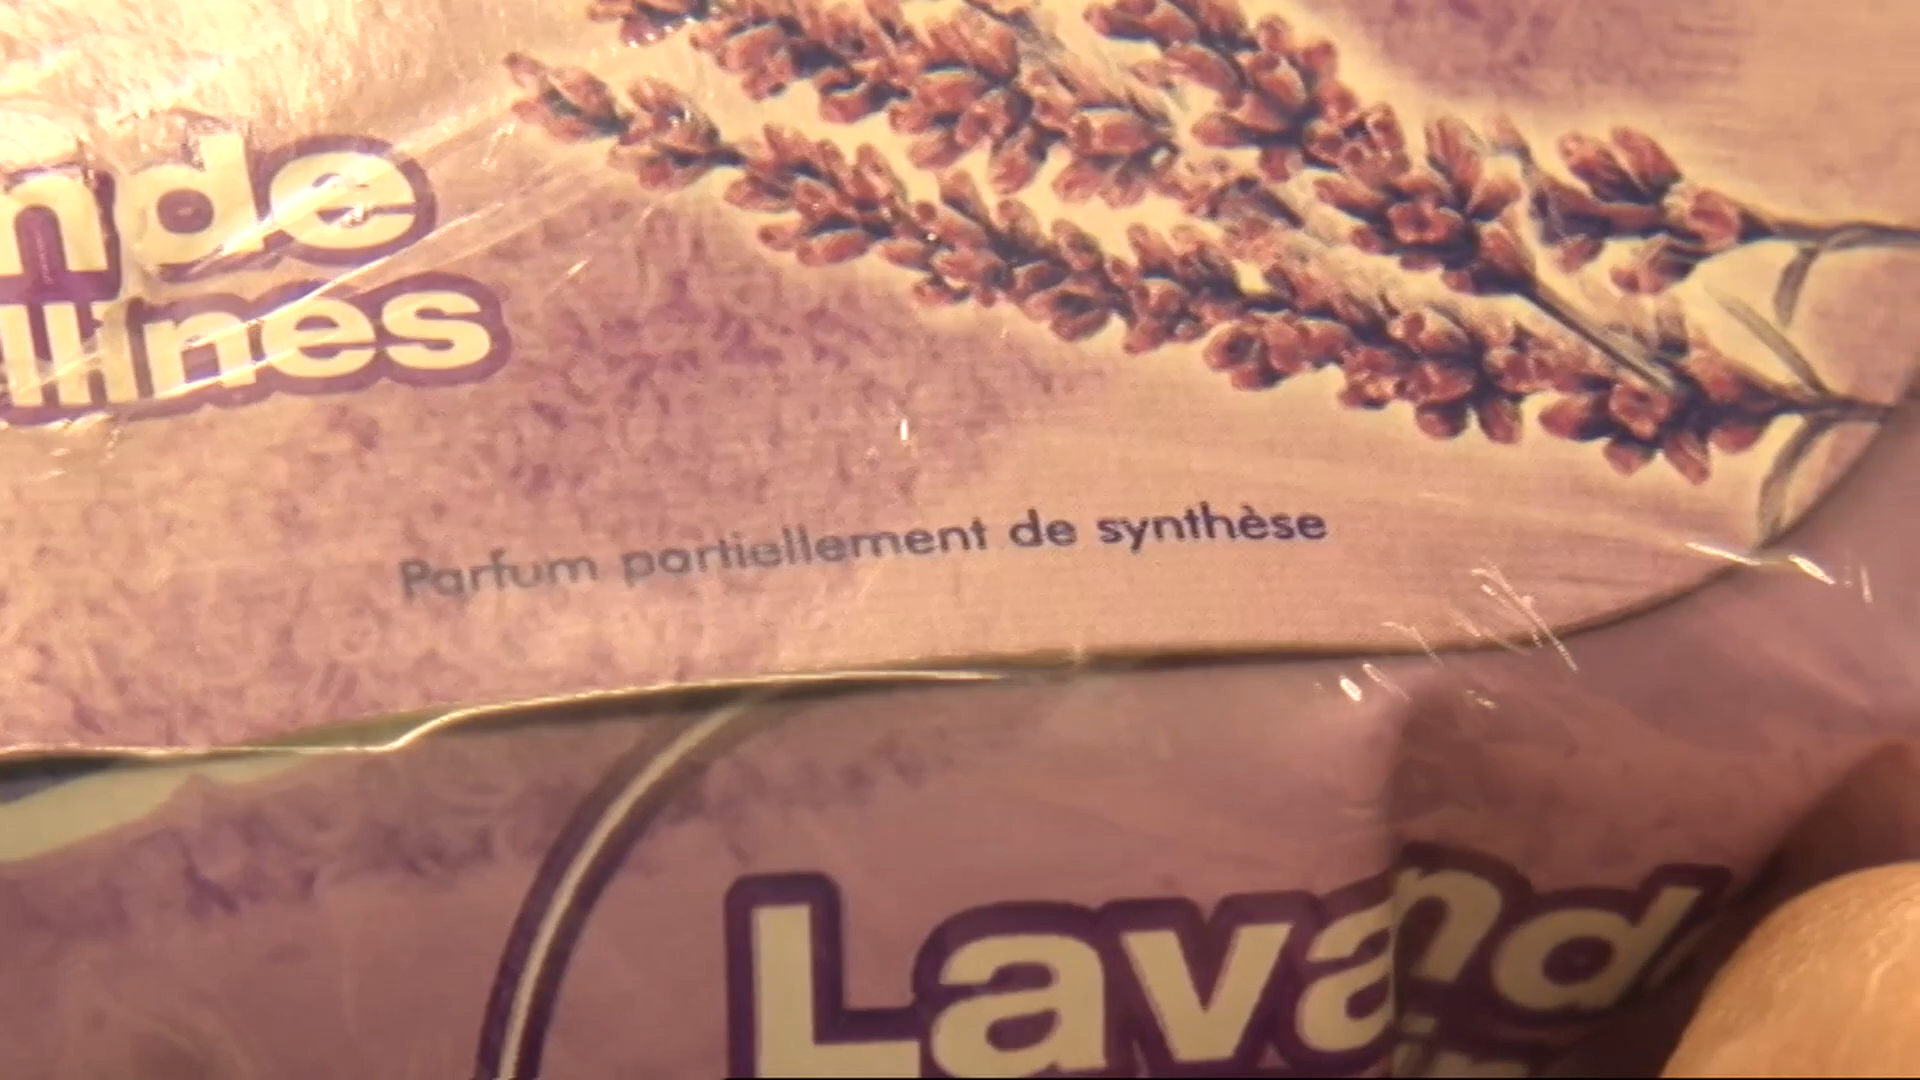 nde
llines
Parfum partiellement de synthèse
Lavand